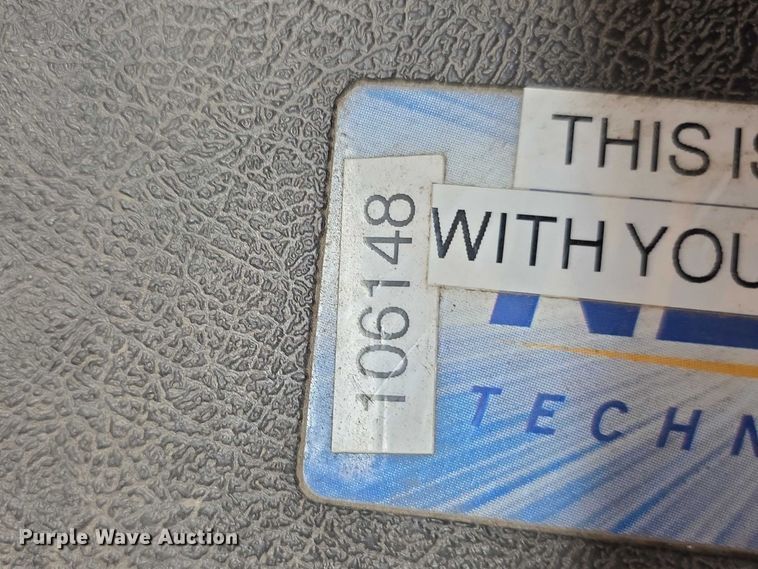 THIS IS
WITH YOU
106148
TECHN
Purple Wave Auction